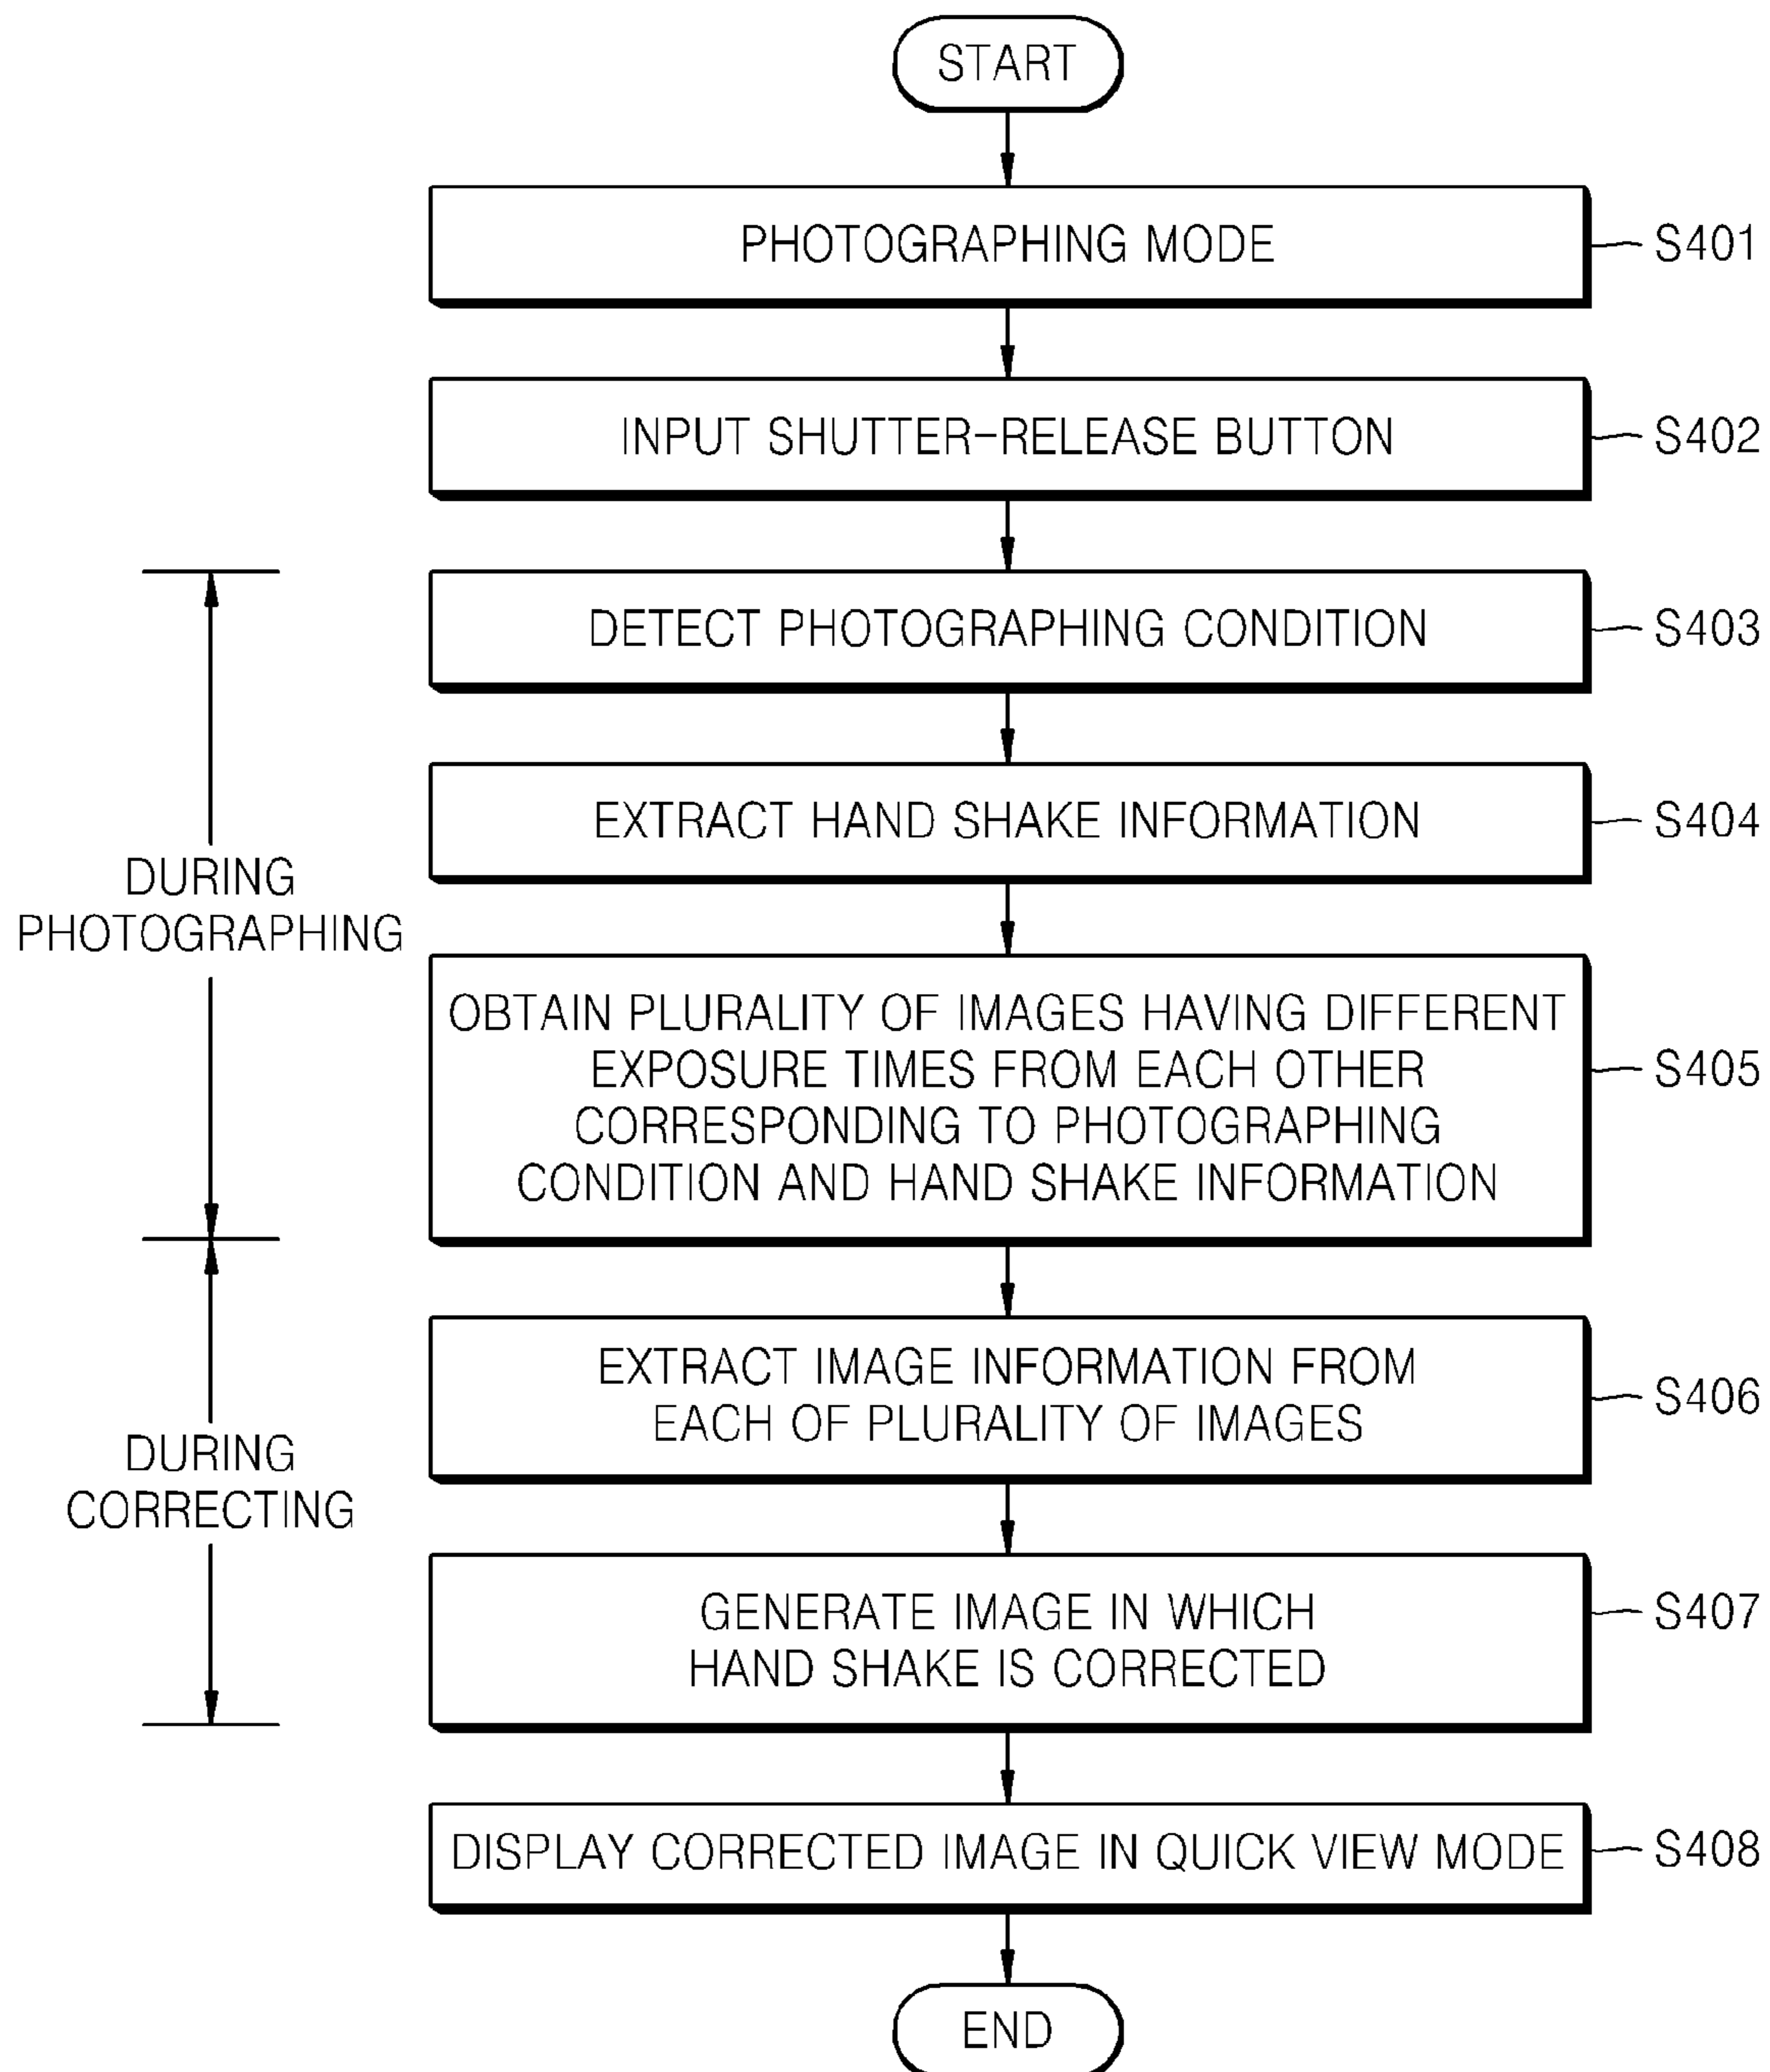 START
PHOTOGRAPHING MODE
S401
INPUT SHUTTER-RELEASE BUTTON
S402
DETECT PHOTOGRAPHING CONDITION
S403
EXTRACT HAND SHAKE INFORMATION
S404
DURING
PHOTOGRAPHING
OBTAIN PLURALITY OF IMAGES HAVING DIFFERENT
EXPOSURE TIMES FROM EACH OTHER
CORRESPONDING TO PHOTOGRAPHING
CONDITION AND HAND SHAKE INFORMATION
S405
EXTRACT IMAGE INFORMATION FROM
EACH OF PLURALITY OF IMAGES
S406
DURING
CORRECTING
GENERATE IMAGE IN WHICH
HAND SHAKE IS CORRECTED
S407
DISPLAY CORRECTED IMAGE IN QUICK VIEW MODE
S408
END